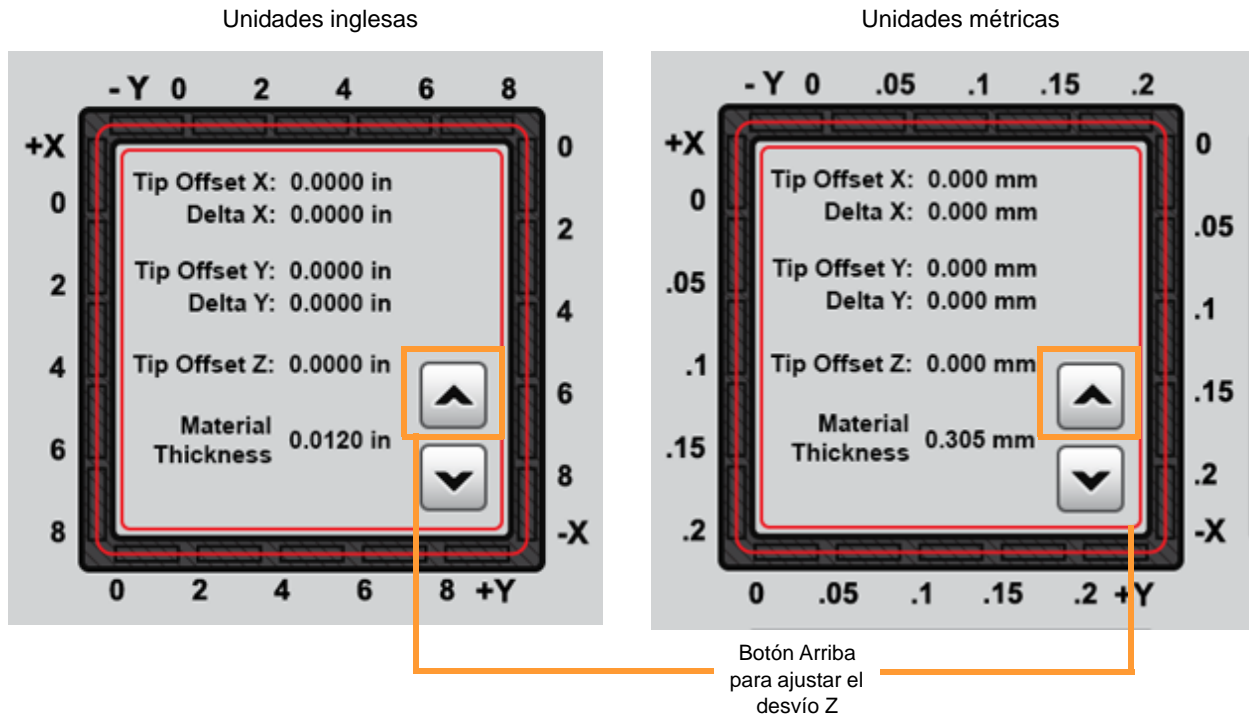 Unidades inglesas
Unidades métricas
- Y 0 2 4 6 8
+X 0
0
2
2
4
4
6
6
8
8 -X
0 2 4 6 8 +Y
Tip Offset X: 0.0000 in
Delta X: 0.0000 in
Tip Offset Y: 0.0000 in
Delta Y: 0.0000 in
Tip Offset Z: 0.0000 in
Material
Thickness 0.0120 in
- Y 0 .05 .1 .15 .2
+X 0
0
.05
.05
.1
.1
.15
.15
.2
.2 -X
0 .05 .1 .15 .2 +Y
Tip Offset X: 0.000 mm
Delta X: 0.000 mm
Tip Offset Y: 0.000 mm
Delta Y: 0.000 mm
Tip Offset Z: 0.000 mm
Material
Thickness 0.305 mm
Botón Arriba
para ajustar el
desvío Z